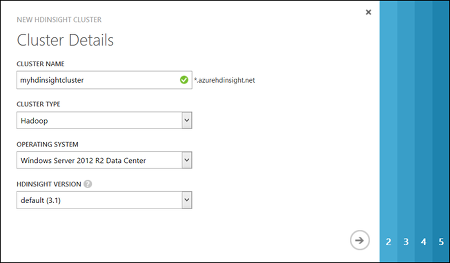 NEW HDINSIGHT CLUSTER
Cluster Details
CLUSTER NAME
myhdinsightcluster *.azurehdinsight.net
CLUSTER TYPE
Hadoop
OPERATING SYSTEM
Windows Server 2012 R2 Data Center
HDINSIGHT VERSION ?
default (3.1)
2 3 4 5